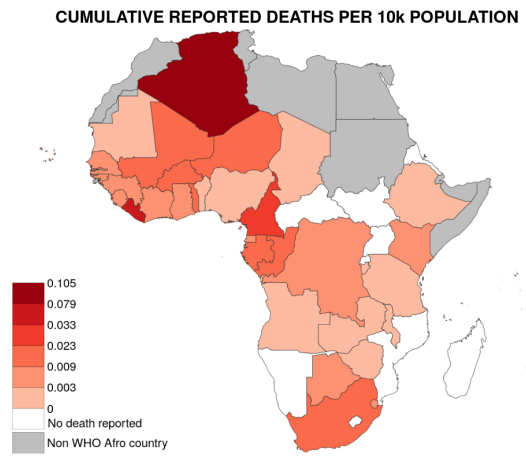 CUMULATIVE REPORTED DEATHS PER 10k POPULATION
0.105
0.079
0.033
0.023
0.009
0.003
0
No death reported
Non WHO Afro country